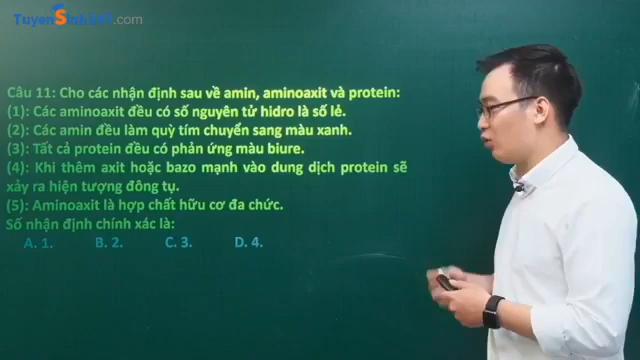 TuyenSinh247.com
Câu 11: Cho các nhận định sau về amin, aminoaxit và protein:
(1): Các aminoaxit đều có số nguyên tử hidro là số lẻ.
(2): Các amin đều làm quỳ tím chuyển sang màu xanh.
(3): Tất cả protein đều có phản ứng màu biure.
(4): Khi thêm axit hoặc bazo mạnh vào dung dịch protein sẽ
xảy ra hiện tượng đông tụ.
(5): Aminoaxit là hợp chất hữu cơ đa chức.
Số nhận định chính xác là:
A. 1. B. 2. C. 3. D. 4.